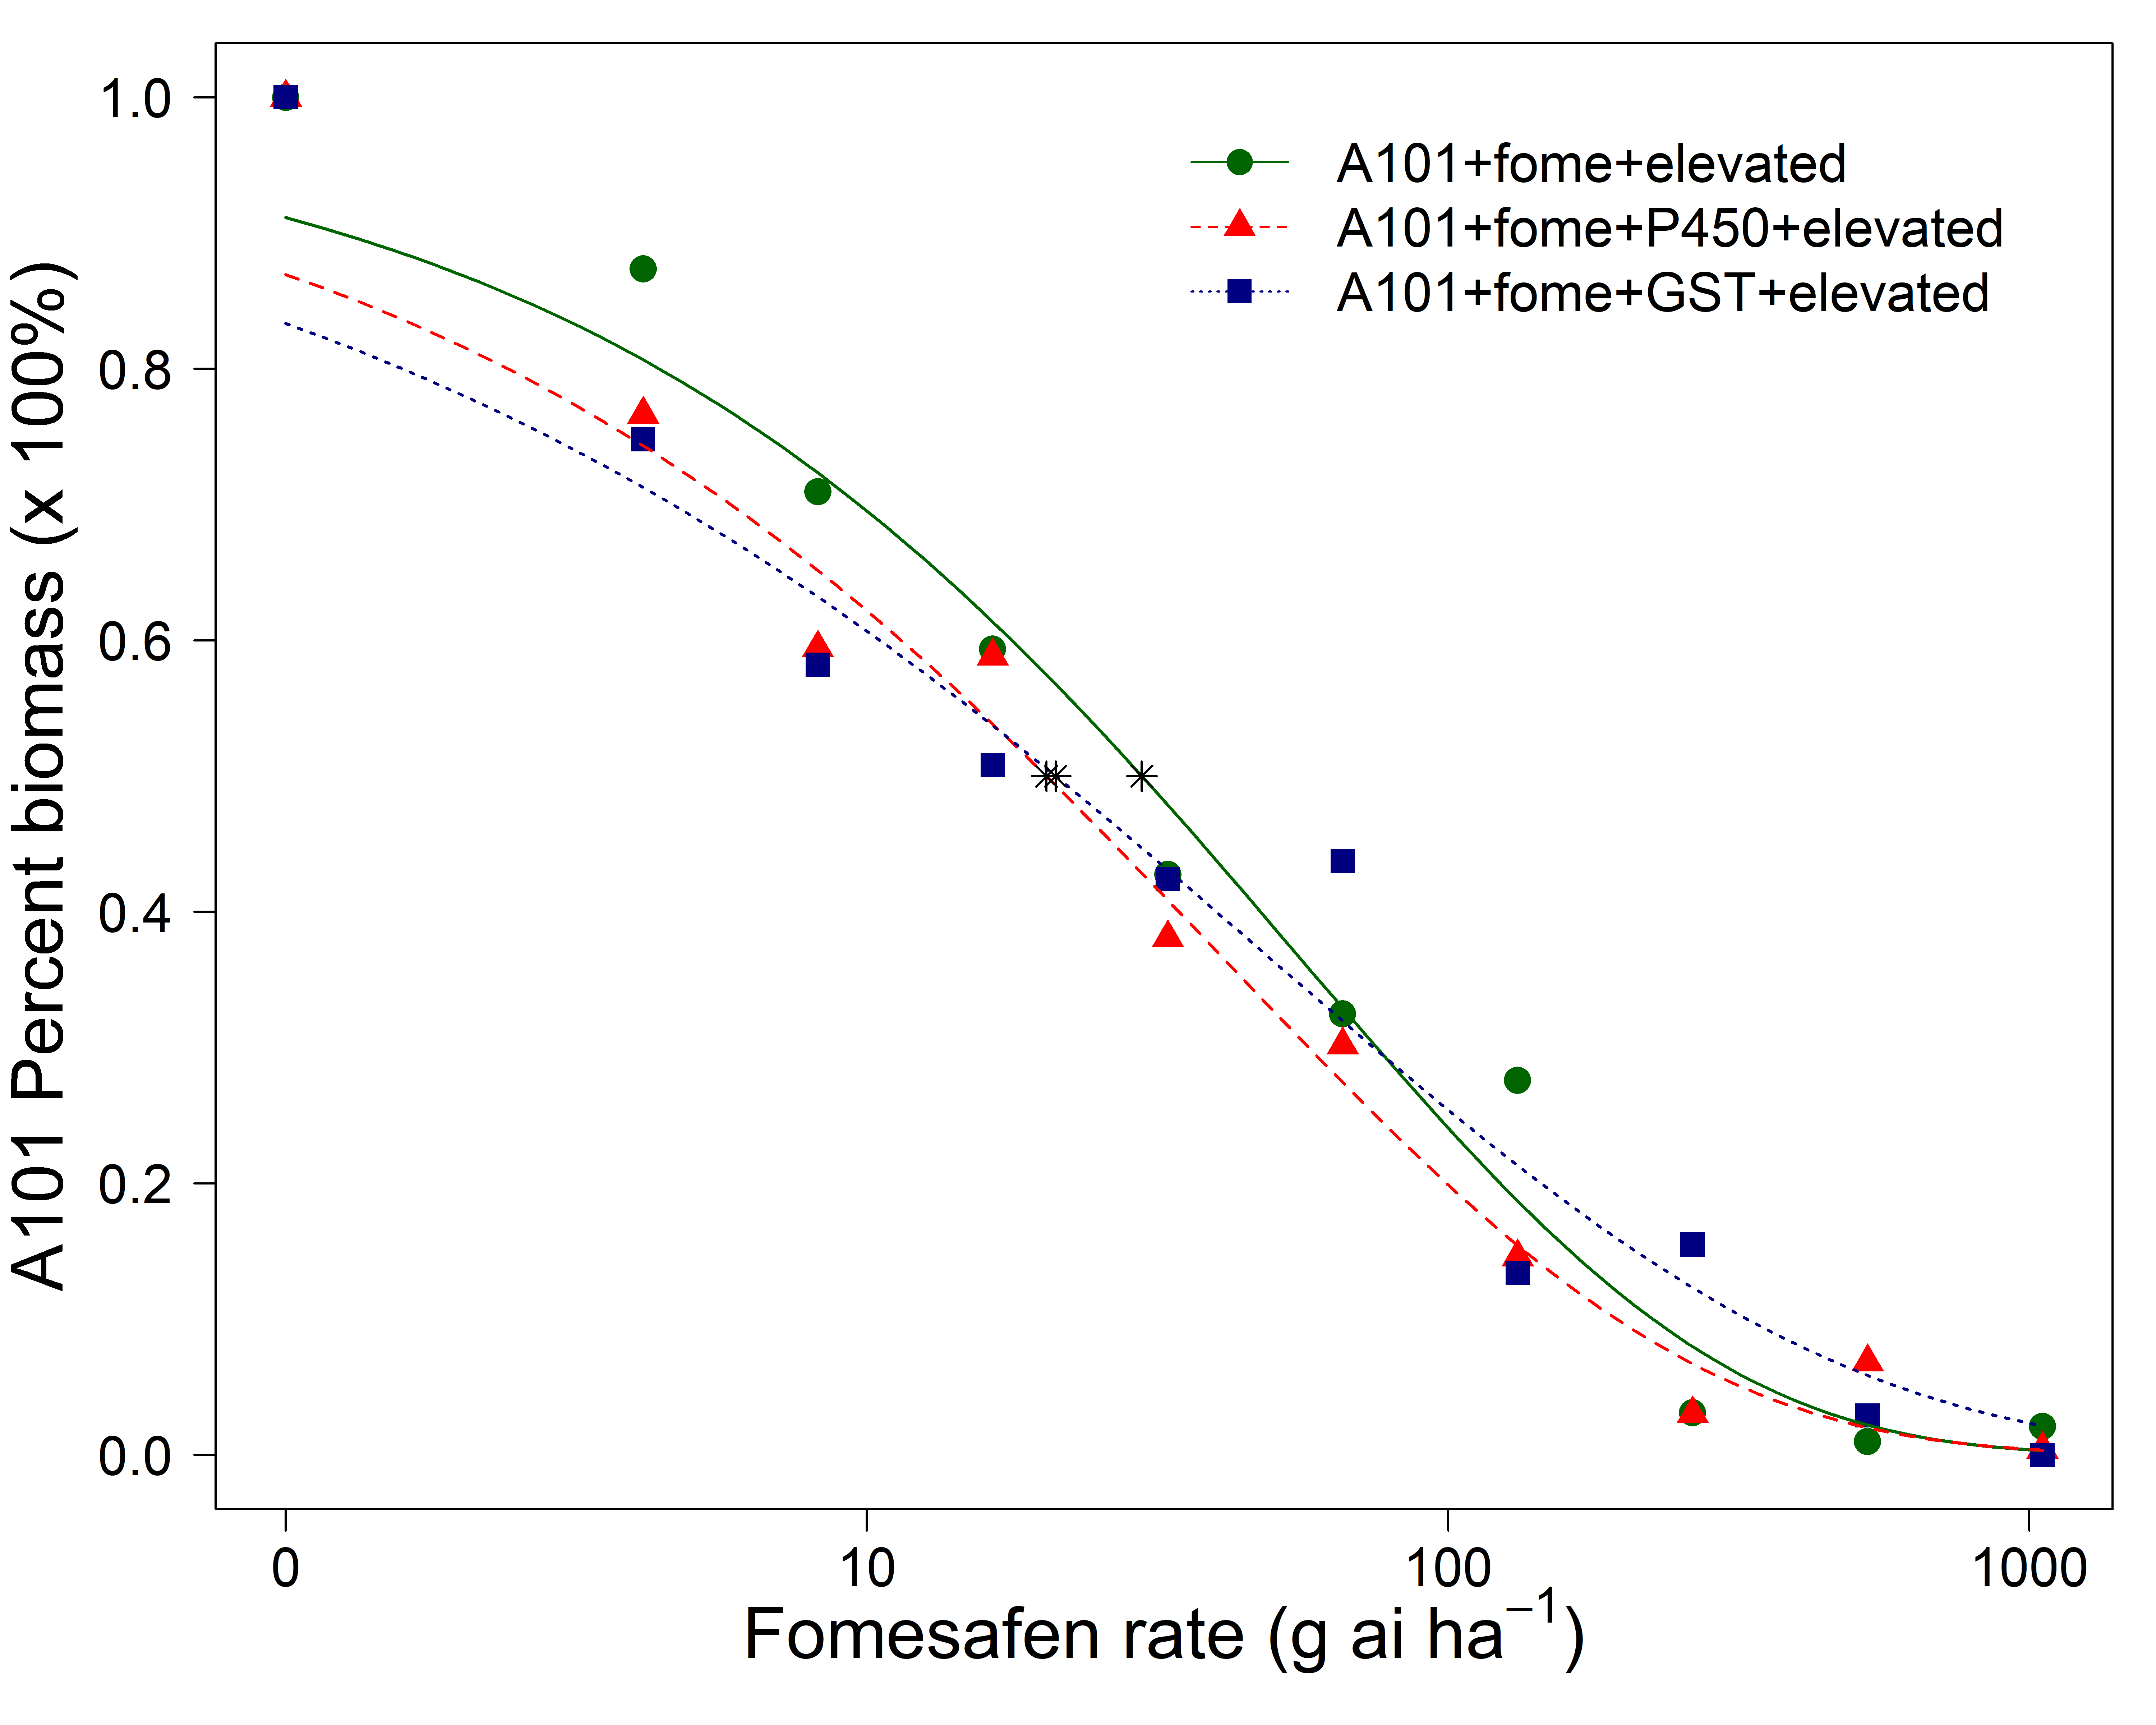 A101+fome+elevated
A101+fome+P450+elevated
A101+fome+GST+elevated
A101 Percent biomass (x 100%)
1.0
0.8
0.6
0.4
0.2
0.0
0 10 100 1000
Fomesafen rate (g ai ha⁻¹)